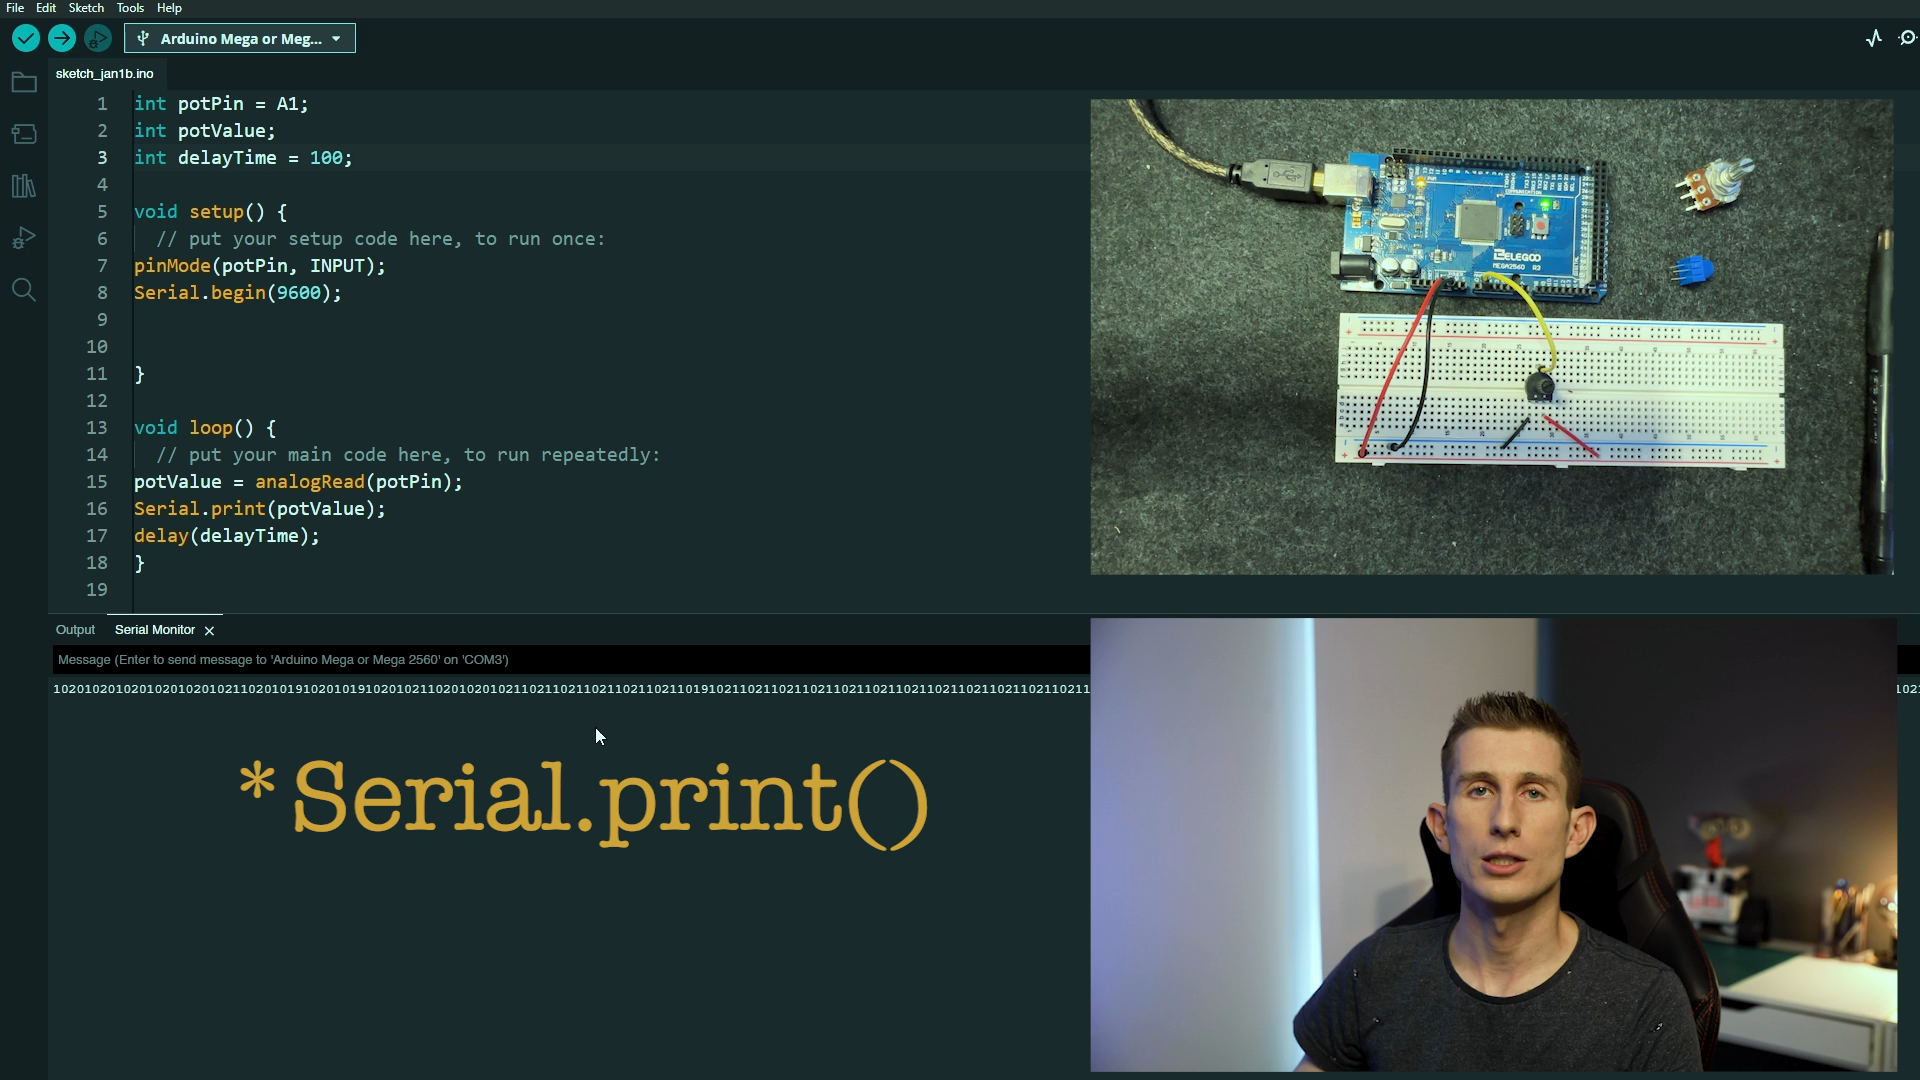 File Edit Sketch Tools Help
Arduino Mega or Meg...
sketch_jan1b.ino
1 int potPin = A1;
2 int potValue;
3 int delayTime = 100;
4
5 void setup() {
6 // put your setup code here, to run once:
7 pinMode(potPin, INPUT);
8 Serial.begin(9600);
9
10
11 }
12
13 void loop() {
14 // put your main code here, to run repeatedly:
15 potValue = analogRead(potPin);
16 Serial.print(potValue);
17 delay(delayTime);
18 }
19
ELEGOO
MEGA2560 R3
Output Serial Monitor
Message (Enter to send message to 'Arduino Mega or Mega 2560' on 'COM3')
* Serial.print()